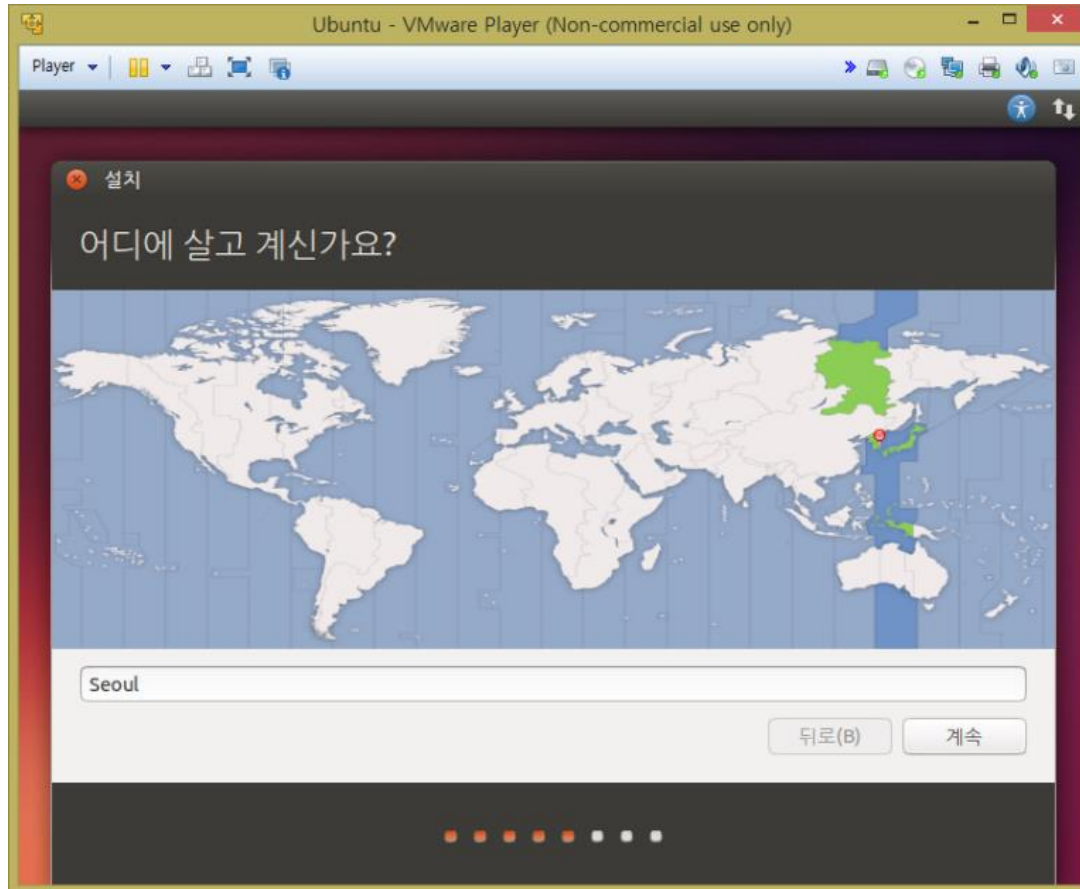 Ubuntu - VMware Player (Non-commercial use only)
Player
설치
어디에 살고 계신가요?
Seoul
뒤로(B)
계속